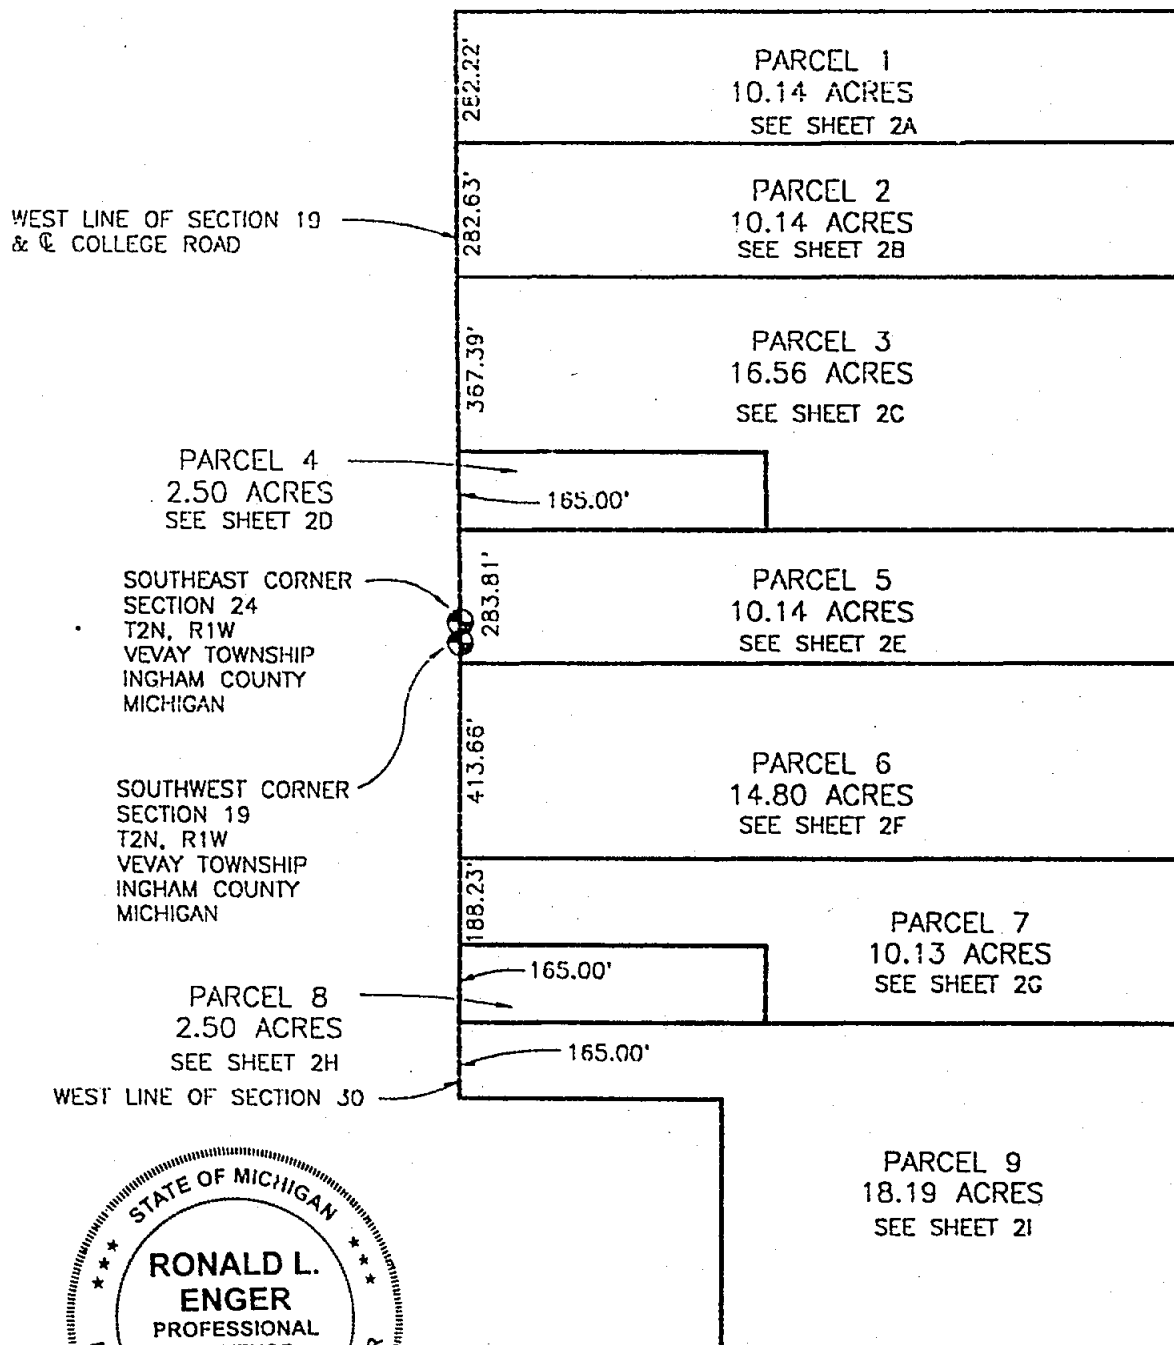 282.22'
PARCEL 1
10.14 ACRES
SEE SHEET 2A
WEST LINE OF SECTION 19
& ℄ COLLEGE ROAD
282.63'
PARCEL 2
10.14 ACRES
SEE SHEET 2B
367.39'
PARCEL 3
16.56 ACRES
SEE SHEET 2C
PARCEL 4
2.50 ACRES
SEE SHEET 2D
165.00'
SOUTHEAST CORNER
SECTION 24
T2N, R1W
VEVAY TOWNSHIP
INGHAM COUNTY
MICHIGAN
283.81'
PARCEL 5
10.14 ACRES
SEE SHEET 2E
SOUTHWEST CORNER
SECTION 19
T2N, R1W
VEVAY TOWNSHIP
INGHAM COUNTY
MICHIGAN
413.66'
PARCEL 6
14.80 ACRES
SEE SHEET 2F
188.23'
PARCEL 7
10.13 ACRES
SEE SHEET 2G
165.00'
PARCEL 8
2.50 ACRES
SEE SHEET 2H
165.00'
WEST LINE OF SECTION 30
PARCEL 9
18.19 ACRES
SEE SHEET 2I
STATE OF MICHIGAN
RONALD L.
ENGER
PROFESSIONAL